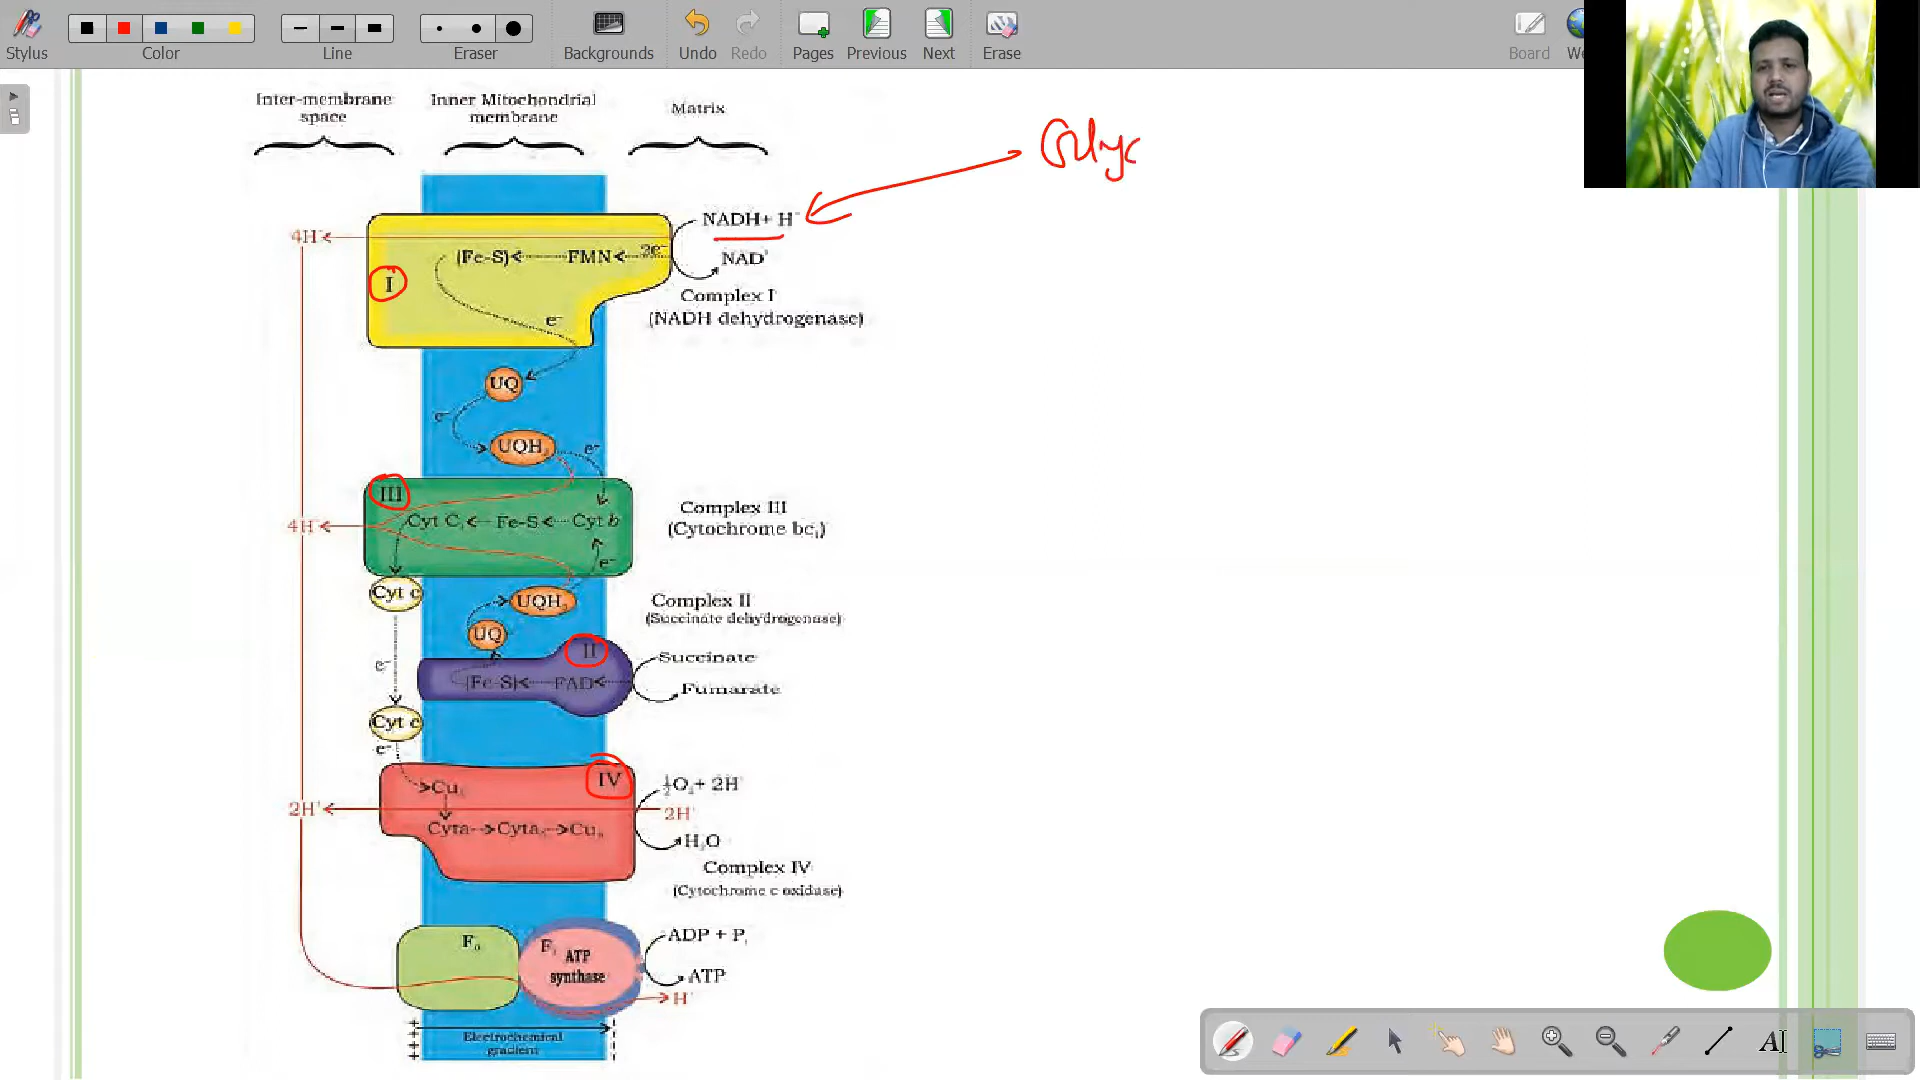 Stylus
Color
Line
Eraser
Backgrounds
Undo
Redo
Pages
Previous
Next
Erase
Board
Inter-membrane
space
Inner Mitochondrial
membrane
Matrix
Glyc
NADH+ H⁺
4H⁺
(Fe-S)
FMN
2e⁻
NAD⁺
I
Complex I
(NADH dehydrogenase)
e⁻
UQ
e⁻
UQH₂
e⁻
III
Complex III
(Cytochrome bc₁)
4H⁺
Cyt C₁
Fe-S
Cyt b
e⁻
Cyt c
UQH₂
Complex II
(Succinate dehydrogenase)
UQ
II
e⁻
Succinate
(Fe-S)
FAD
Fumarate
Cyt c
e⁻
IV
½O₂+ 2H⁺
Cu
2H⁺
2H⁺
Cyta
Cyta
Cu
H₂O
Complex IV
(Cytochrome c oxidase)
F₀
F₁
ATP
synthase
ADP + Pᵢ
ATP
H⁺
Electrochemical
gradient